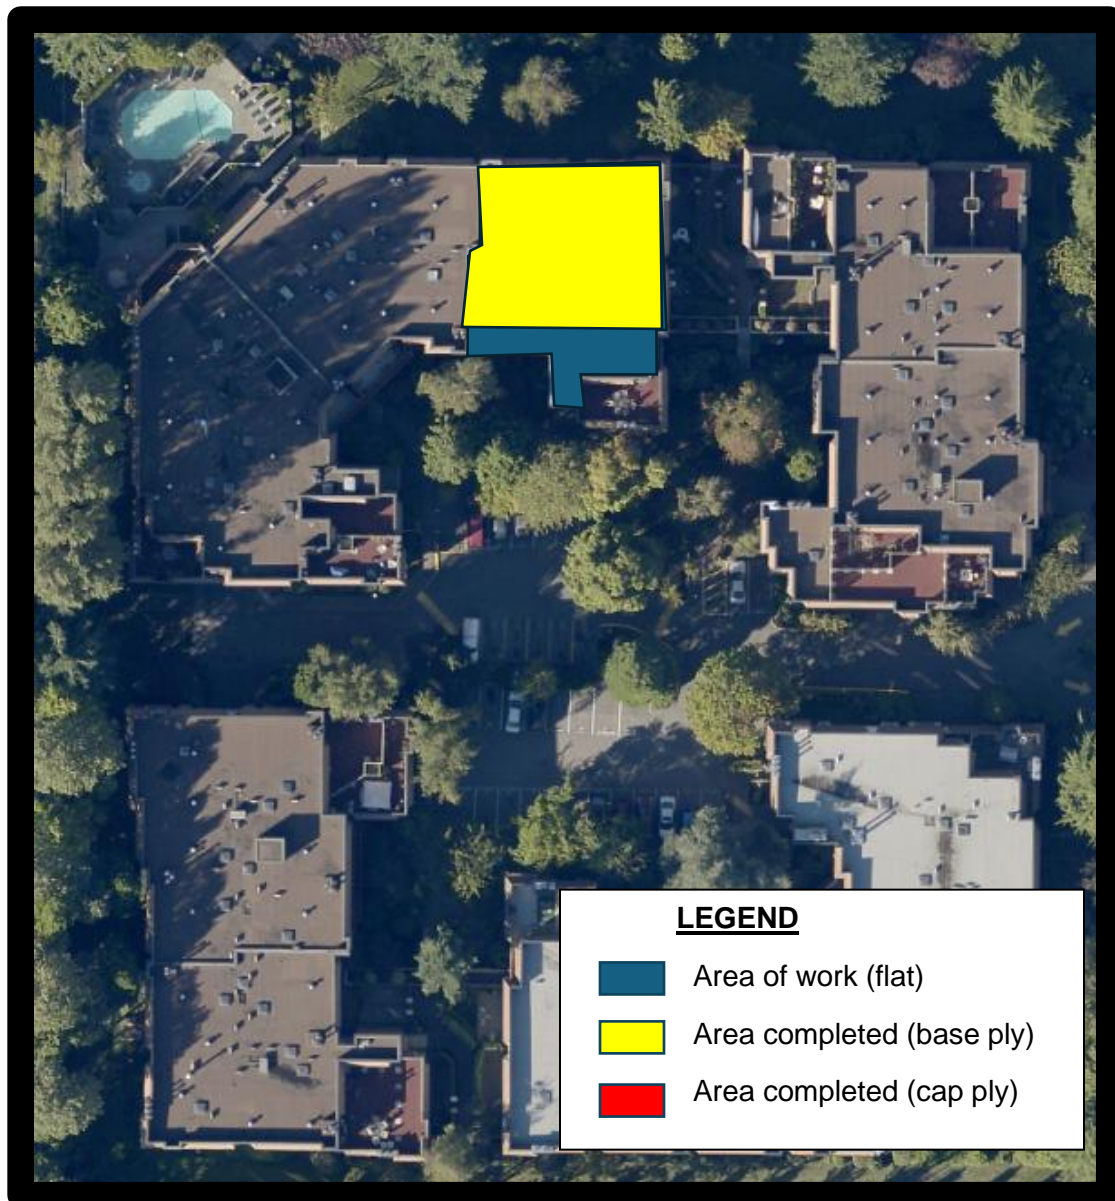 LEGEND
Area of work (flat)
Area completed (base ply)
Area completed (cap ply)